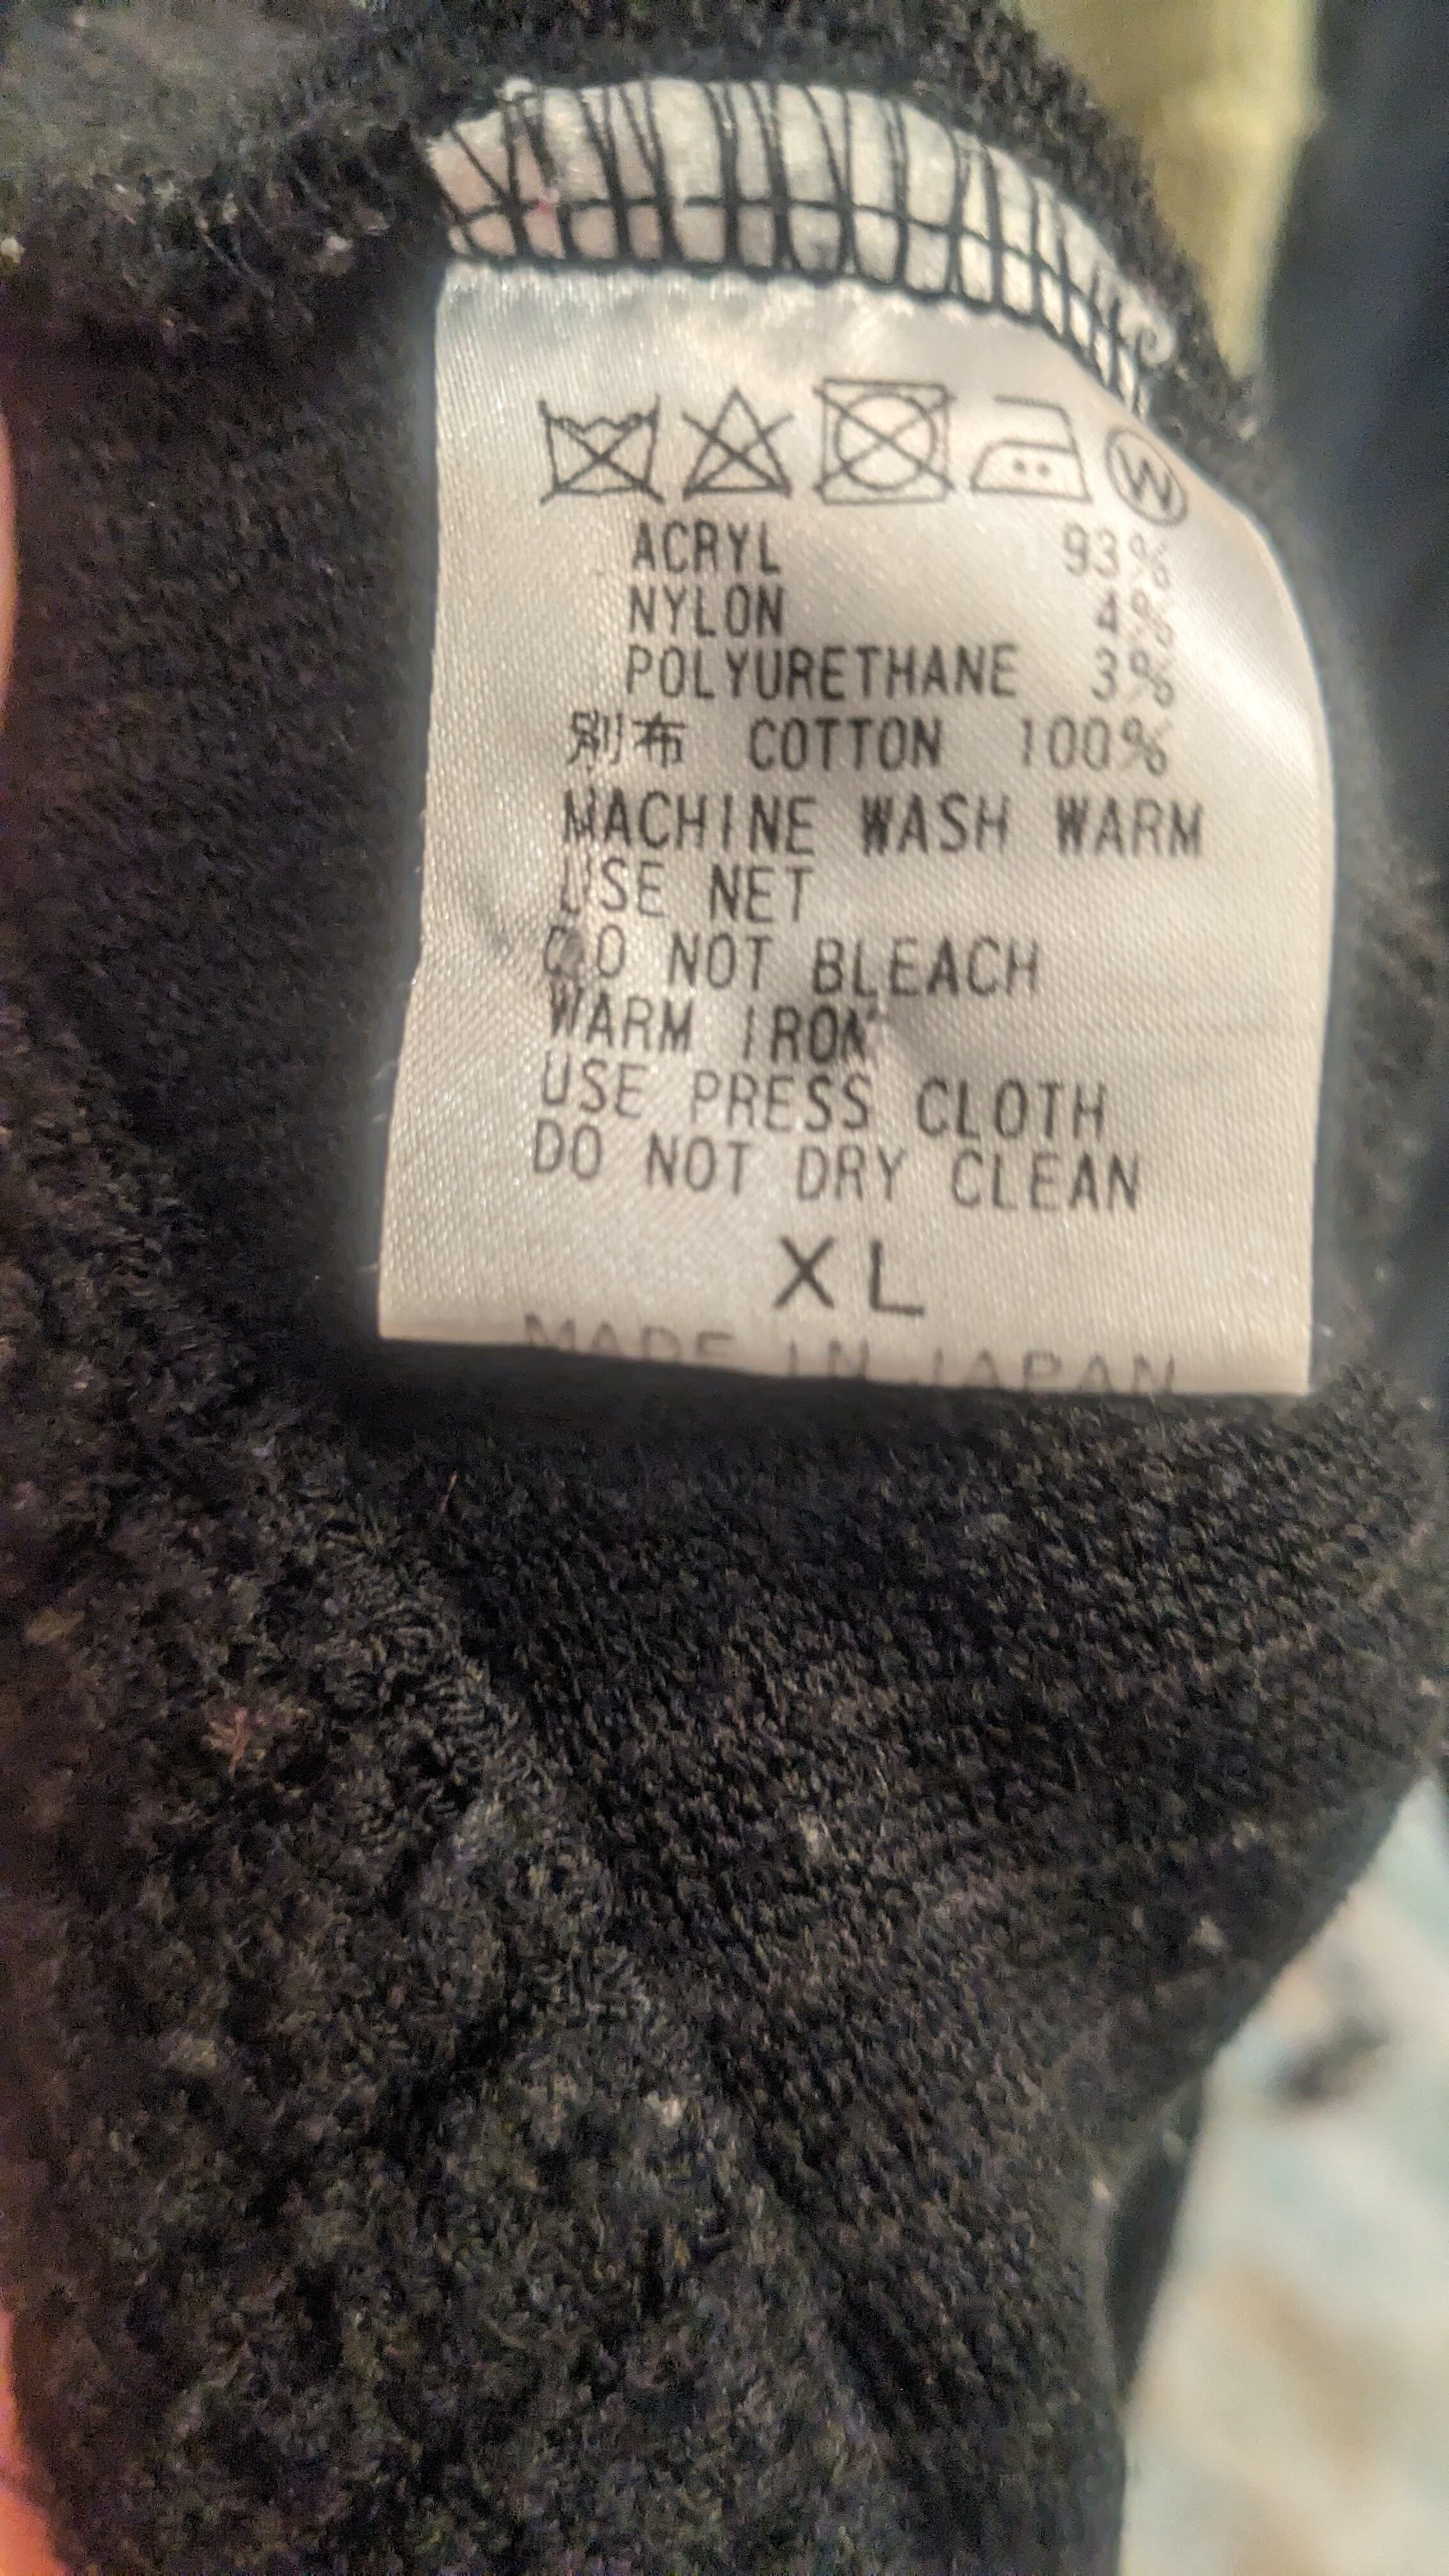 W
ACRYL 93%
NYLON 4%
POLYURETHANE 3%
別布 COTTON 100%
MACHINE WASH WARM
USE NET
DO NOT BLEACH
WARM IRON
USE PRESS CLOTH
DO NOT DRY CLEAN
XL
MADE IN JAPAN